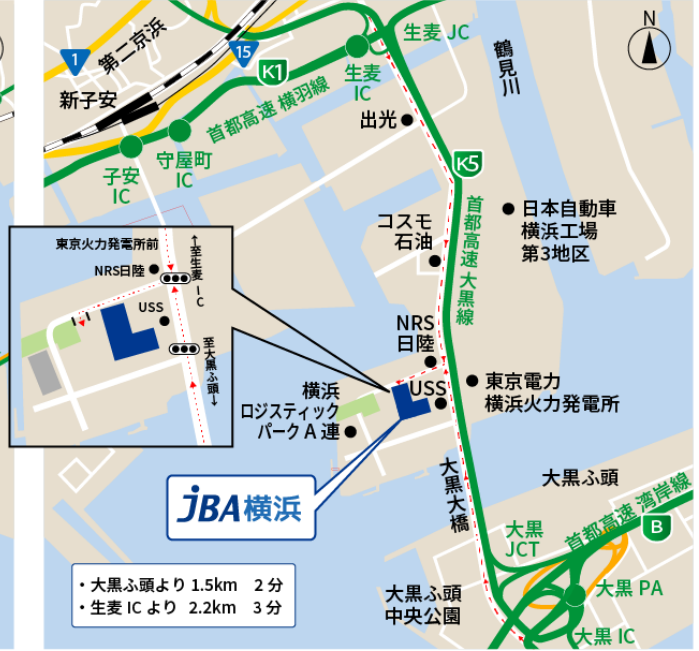 1
第二京浜
15
K1
生麦 JC
鶴見川
N
新子安
生麦
IC
首都高速 横羽線
出光
守屋町
IC
子安
IC
K5
コスモ
石油
首都高速 大黒線
日本自動車
横浜工場
第3地区
東京火力発電所前
NRS日陸
↑至生麦IC
USS
至大黒ふ頭↓
NRS
日陸
USS
東京電力
横浜火力発電所
横浜
ロジスティック
パークA連
JBA横浜
大黒大橋
大黒ふ頭
首都高速 湾岸線
B
大黒
JCT
・大黒ふ頭より 1.5km 2分
・生麦ICより 2.2km 3分
大黒ふ頭
中央公園
大黒 PA
大黒 IC